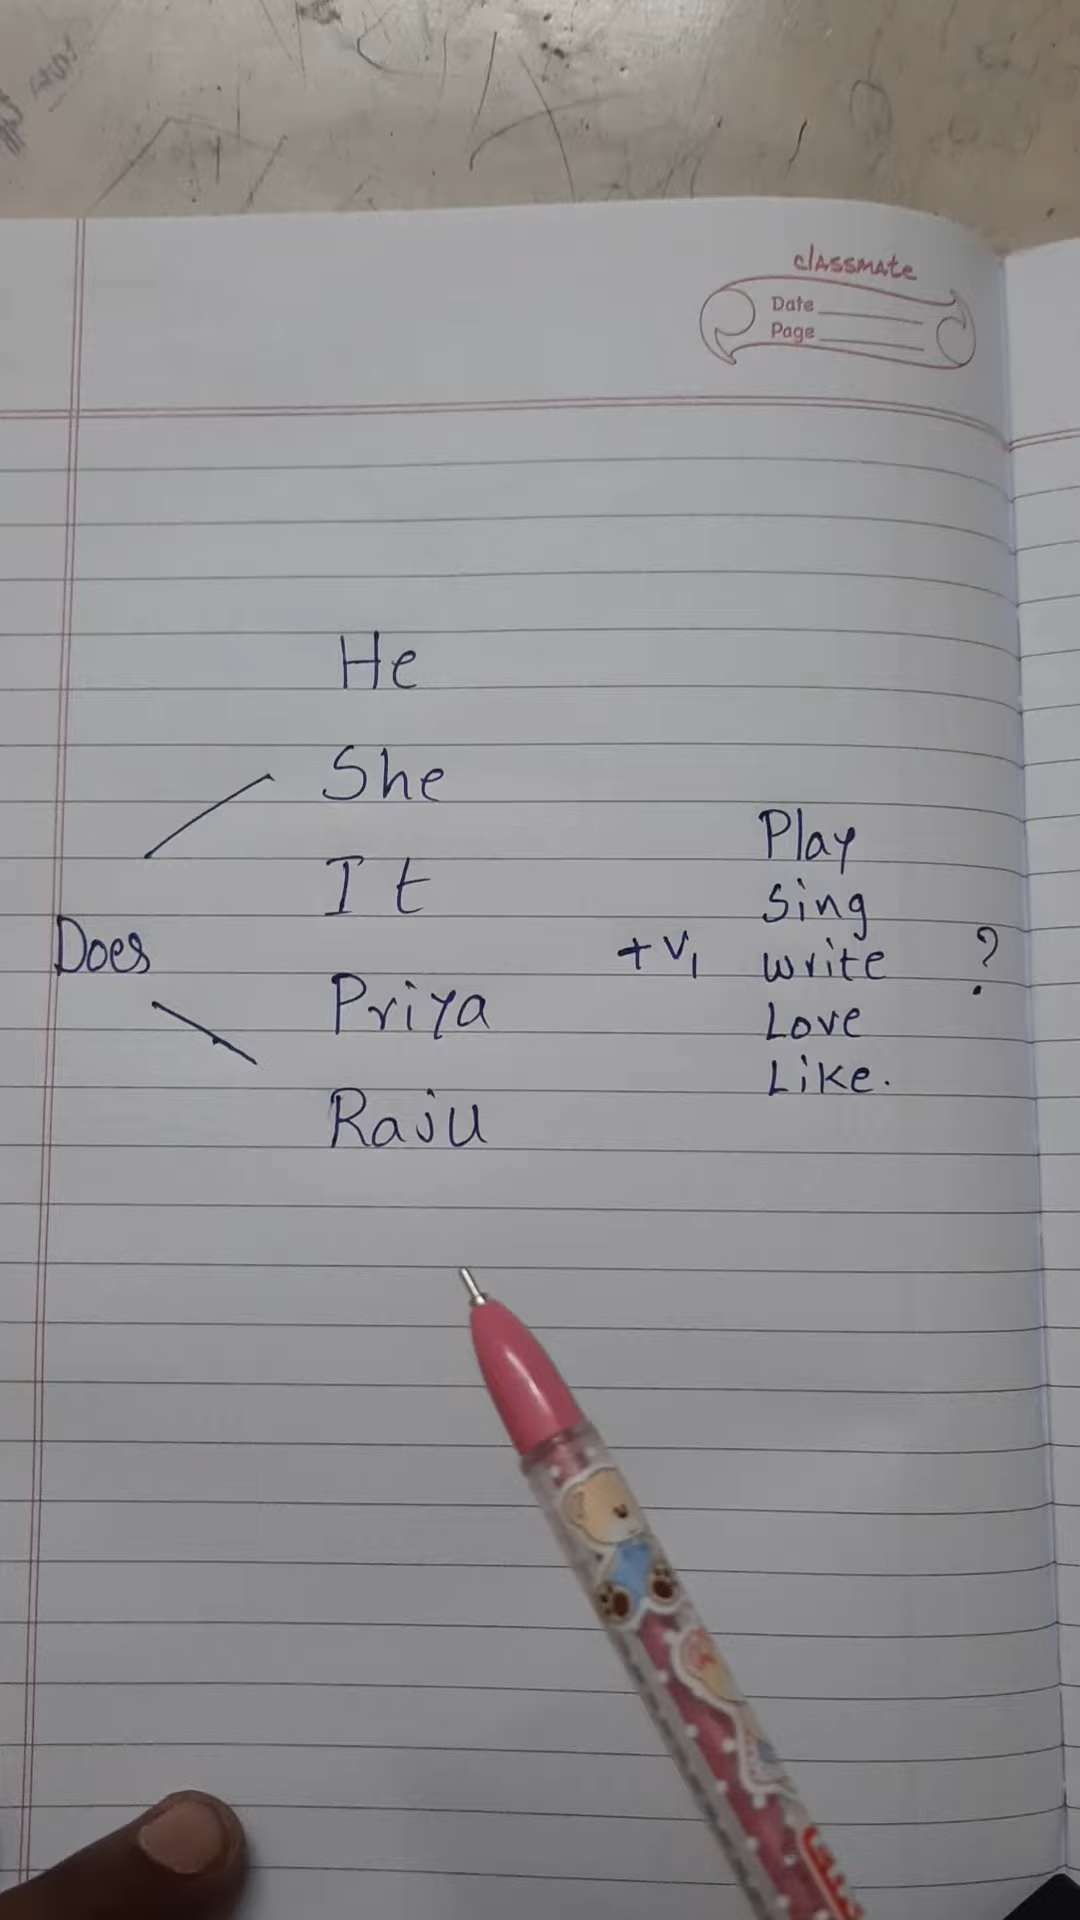 classmate
Date
Page
He
She
It
Priya
Raju
Does
+ V₁
Play
Sing
write
Love
Like.
?